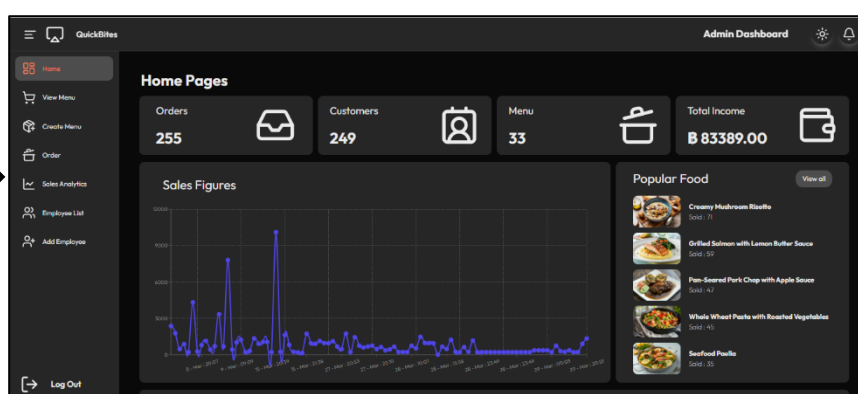 QuickBites
Admin Dashboard
Home
View Menu
Create Menu
Order
Sales Analytics
Employee List
Add Employee
Log Out
Home Pages
Orders
255
Customers
249
Menu
33
Total Income
฿ 83389.00
Sales Figures
12000
9000
6000
3000
0
Popular Food
View all
Creamy Mushroom Risotto
Sold : 71
Grilled Salmon with Lemon Butter Sauce
Sold : 59
Pan-Seared Pork Chop with Apple Sauce
Sold : 47
Whole Wheat Pasta with Roasted Vegetables
Sold : 45
Seafood Paella
Sold : 35